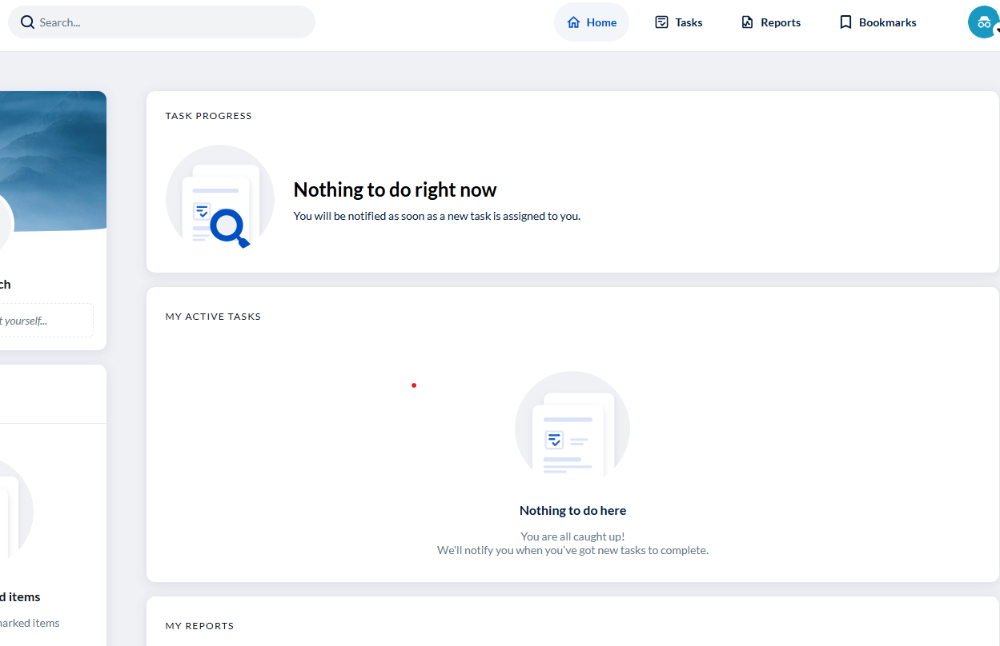 Search...
Home
Tasks
Reports
Bookmarks
TASK PROGRESS
Nothing to do right now
You will be notified as soon as a new task is assigned to you.
ch
t yourself...
MY ACTIVE TASKS
Nothing to do here
You are all caught up!
We'll notify you when you've got new tasks to complete.
d items
marked items
MY REPORTS